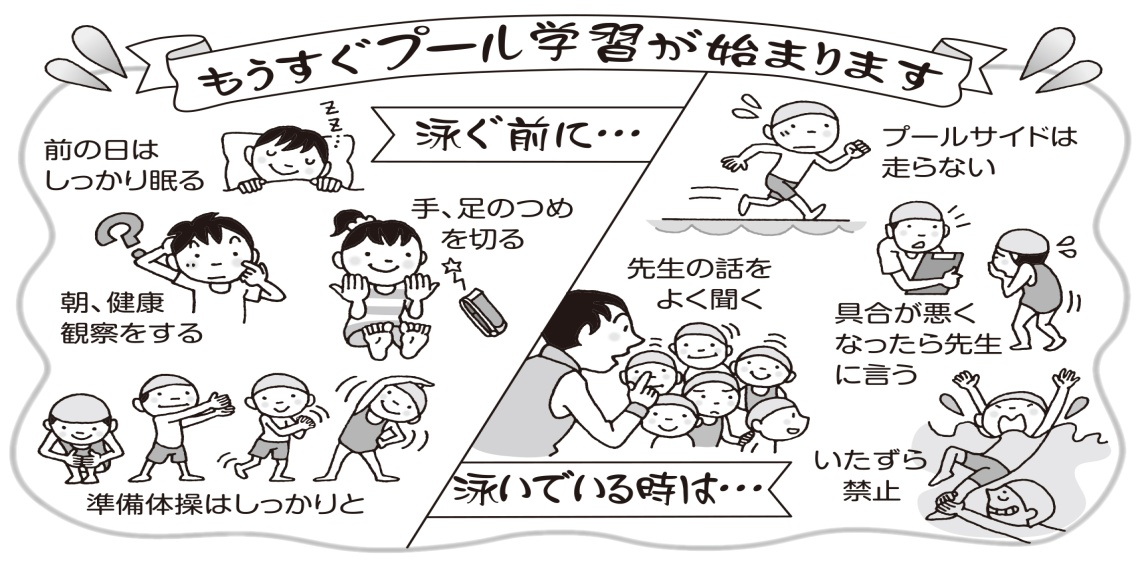 もうすぐプール学習が始まります
泳ぐ前に…
前の日は
しっかり眠る
zz…
手、足のつめ
を切る
朝、健康
観察をする
準備体操はしっかりと
泳いでいる時は…
プールサイドは
走らない
先生の話を
よく聞く
具合が悪く
なったら先生
に言う
いたずら
禁止